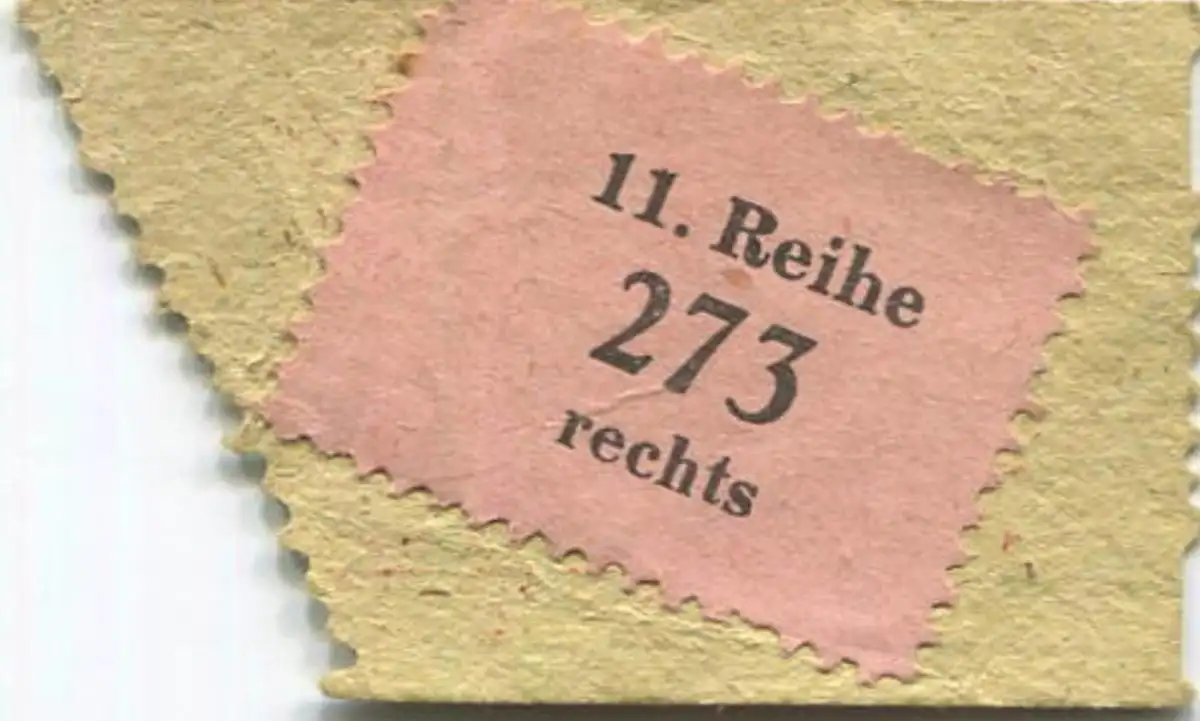 11. Reihe
273
rechts